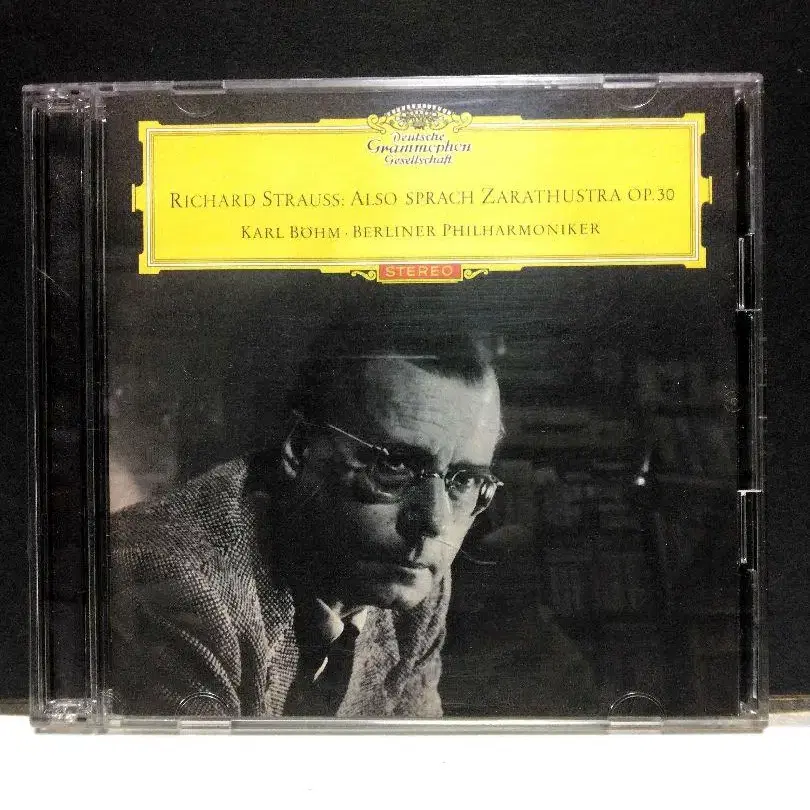 Deutsche
Grammophon
Gesellschaft
RICHARD STRAUSS: ALSO SPRACH ZARATHUSTRA OP. 30
KARL BÖHM · BERLINER PHILHARMONIKER
STEREO